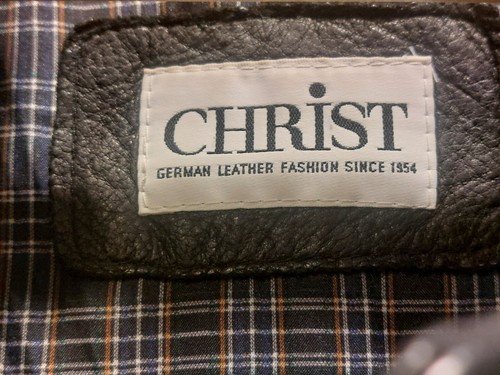 CHRiST
GERMAN LEATHER FASHION SINCE 1954